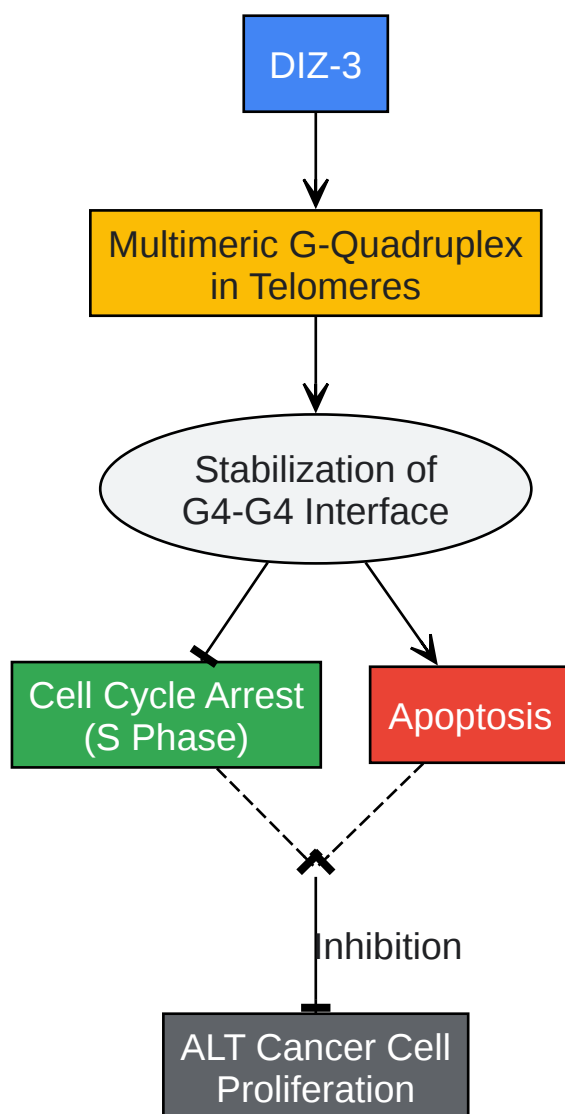 DIZ-3
Multimeric G-Quadruplex
in Telomeres
Stabilization of
G4-G4 Interface
Cell Cycle Arrest
(S Phase)
Apoptosis
Inhibition
ALT Cancer Cell
Proliferation